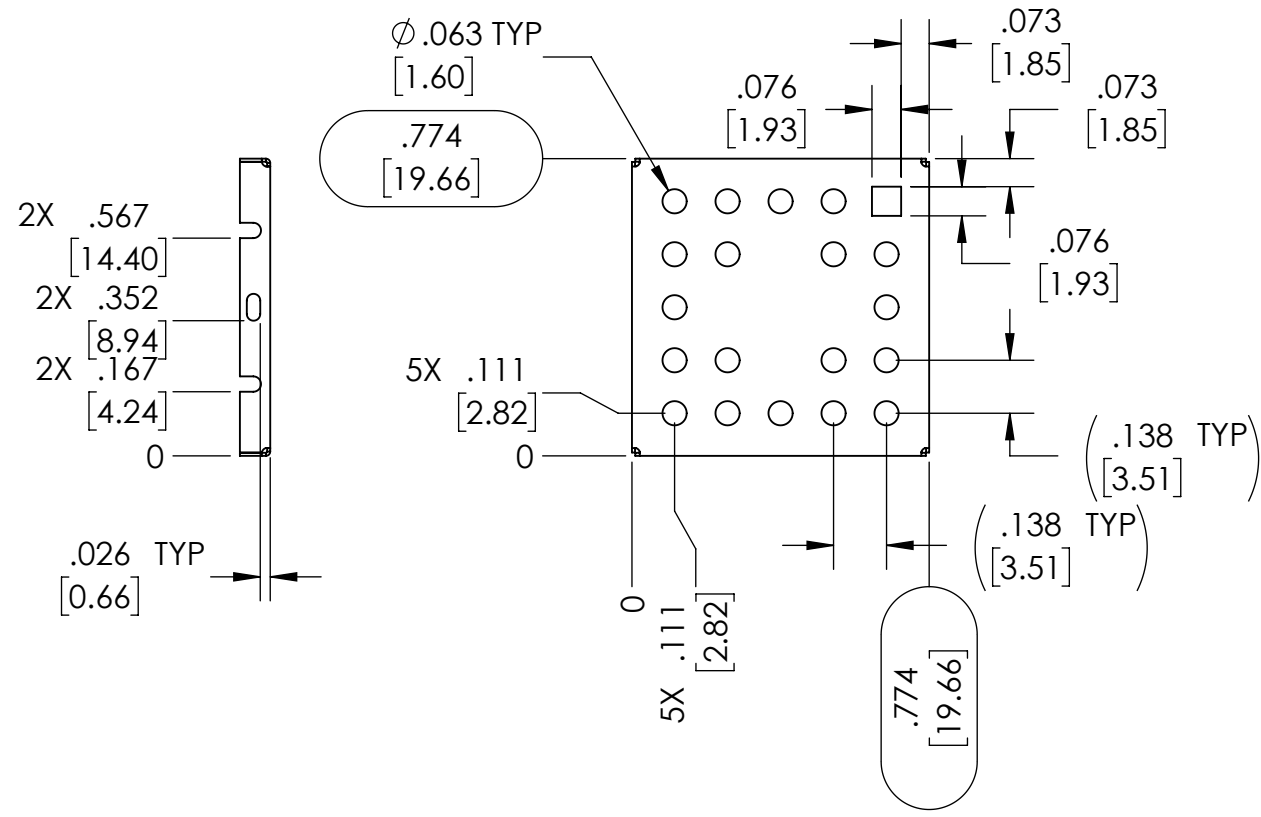 ∅ .063 TYP
[1.60]
.073
[1.85]
.076
[1.93]
.073
[1.85]
.774
[19.66]
2X .567
[14.40]
2X .352
[8.94]
2X .167
[4.24]
0
.076
[1.93]
5X .111
[2.82]
0
(.138 TYP)
[3.51]
(.138 TYP)
[3.51]
.026 TYP
[0.66]
0
5X .111
[2.82]
.774
[19.66]